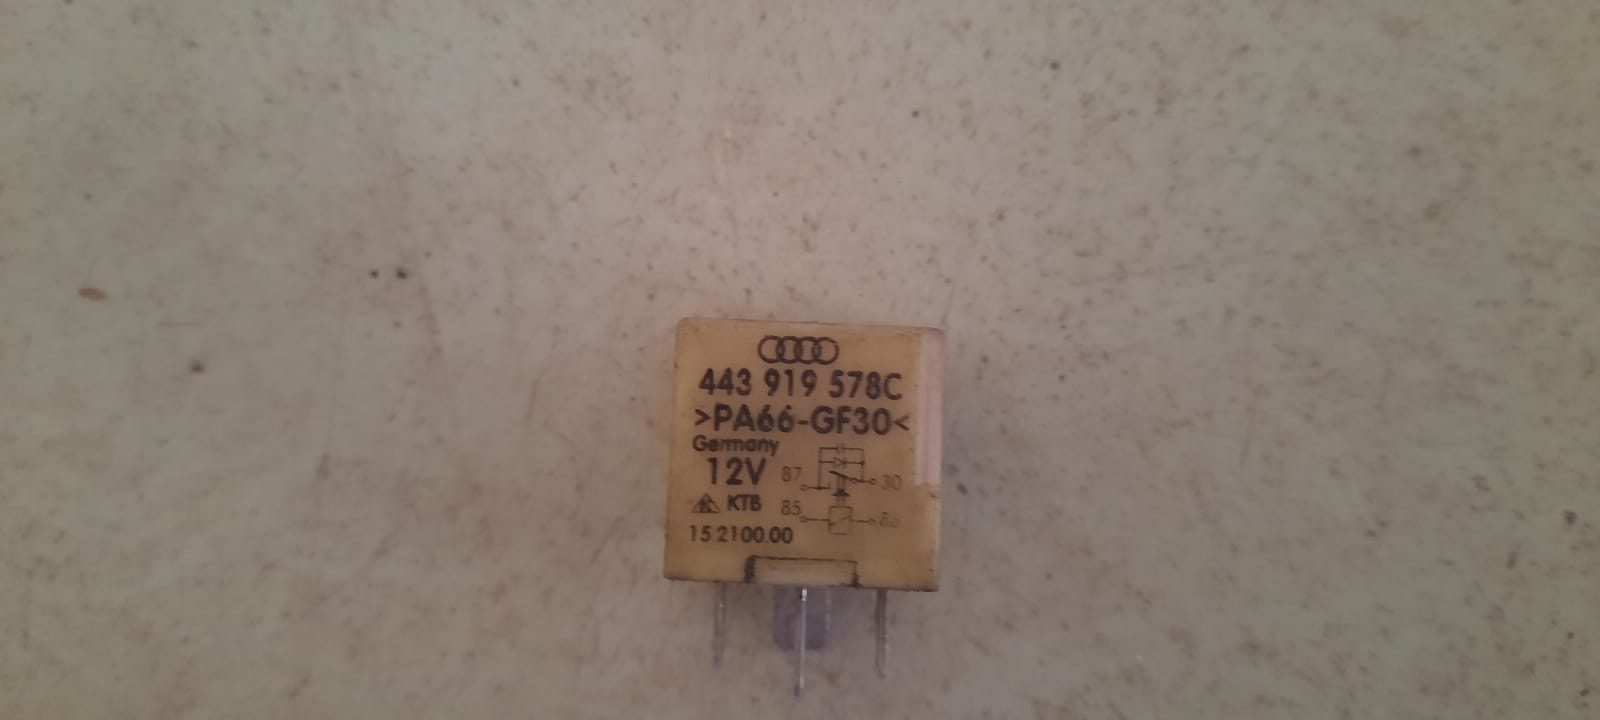 443 919 578C
>PA66-GF30<
Germany
12V
87
30
KTB
85
86
15.2100.00